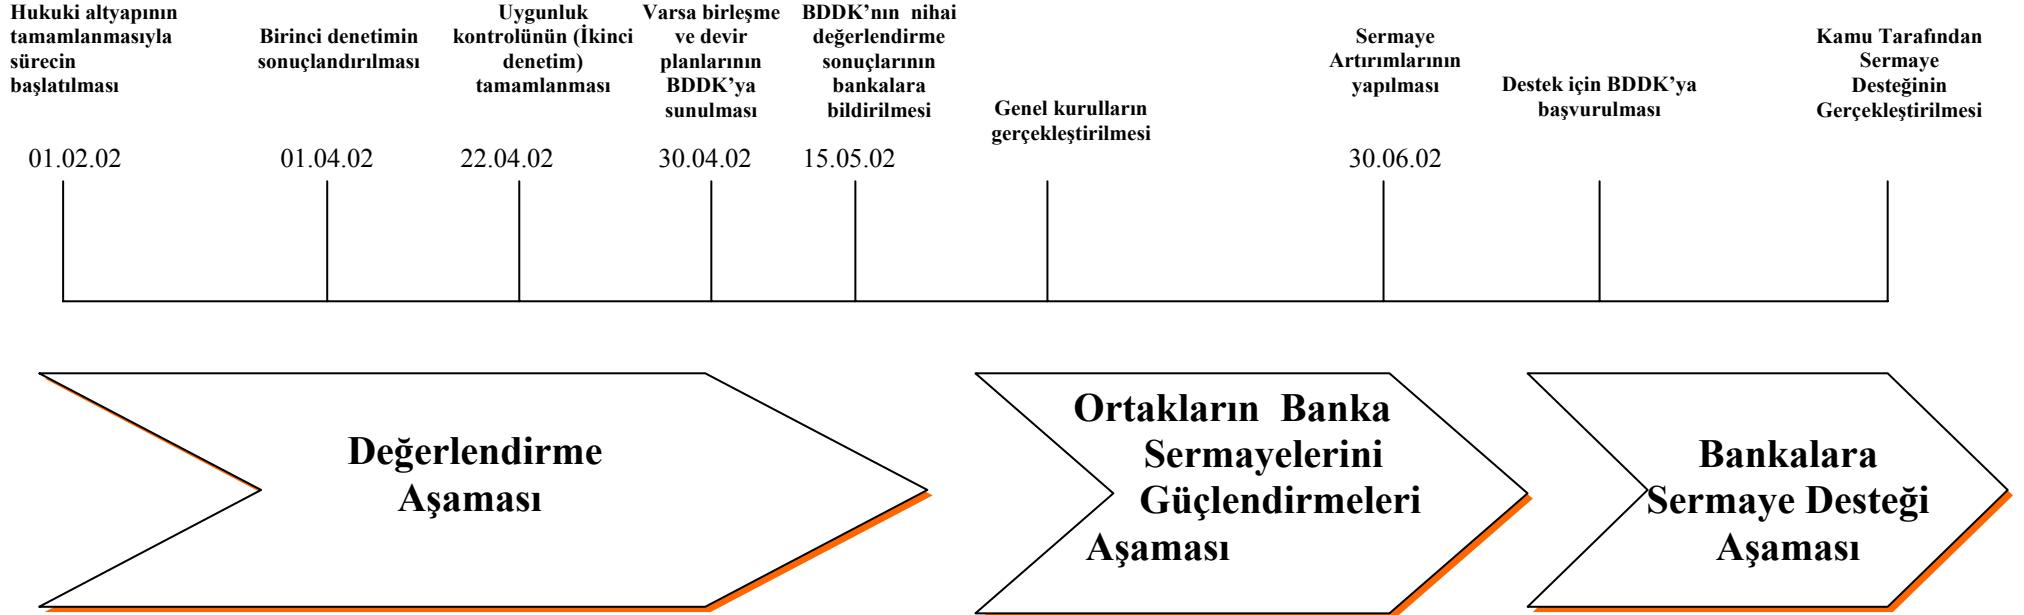 Hukuki altyapının
tamamlanmasıyla
sürecin
başlatılması
01.02.02
Birinci denetimin
sonuçlandırılması
01.04.02
Uygunluk
kontrolünün (İkinci
denetim)
tamamlanması
22.04.02
Varsa birleşme
ve devir
planlarının
BDDK’ya
sunulması
30.04.02
BDDK’nın nihai
değerlendirme
sonuçlarının
bankalara
bildirilmesi
15.05.02
Genel kurulların
gerçekleştirilmesi
Sermaye
Artırımlarının
yapılması
30.06.02
Destek için BDDK’ya
başvurulması
Kamu Tarafından
Sermaye
Desteğinin
Gerçekleştirilmesi
Değerlendirme
Aşaması
Ortakların Banka
Sermayelerini
Güçlendirmeleri
Aşaması
Bankalara
Sermaye Desteği
Aşaması